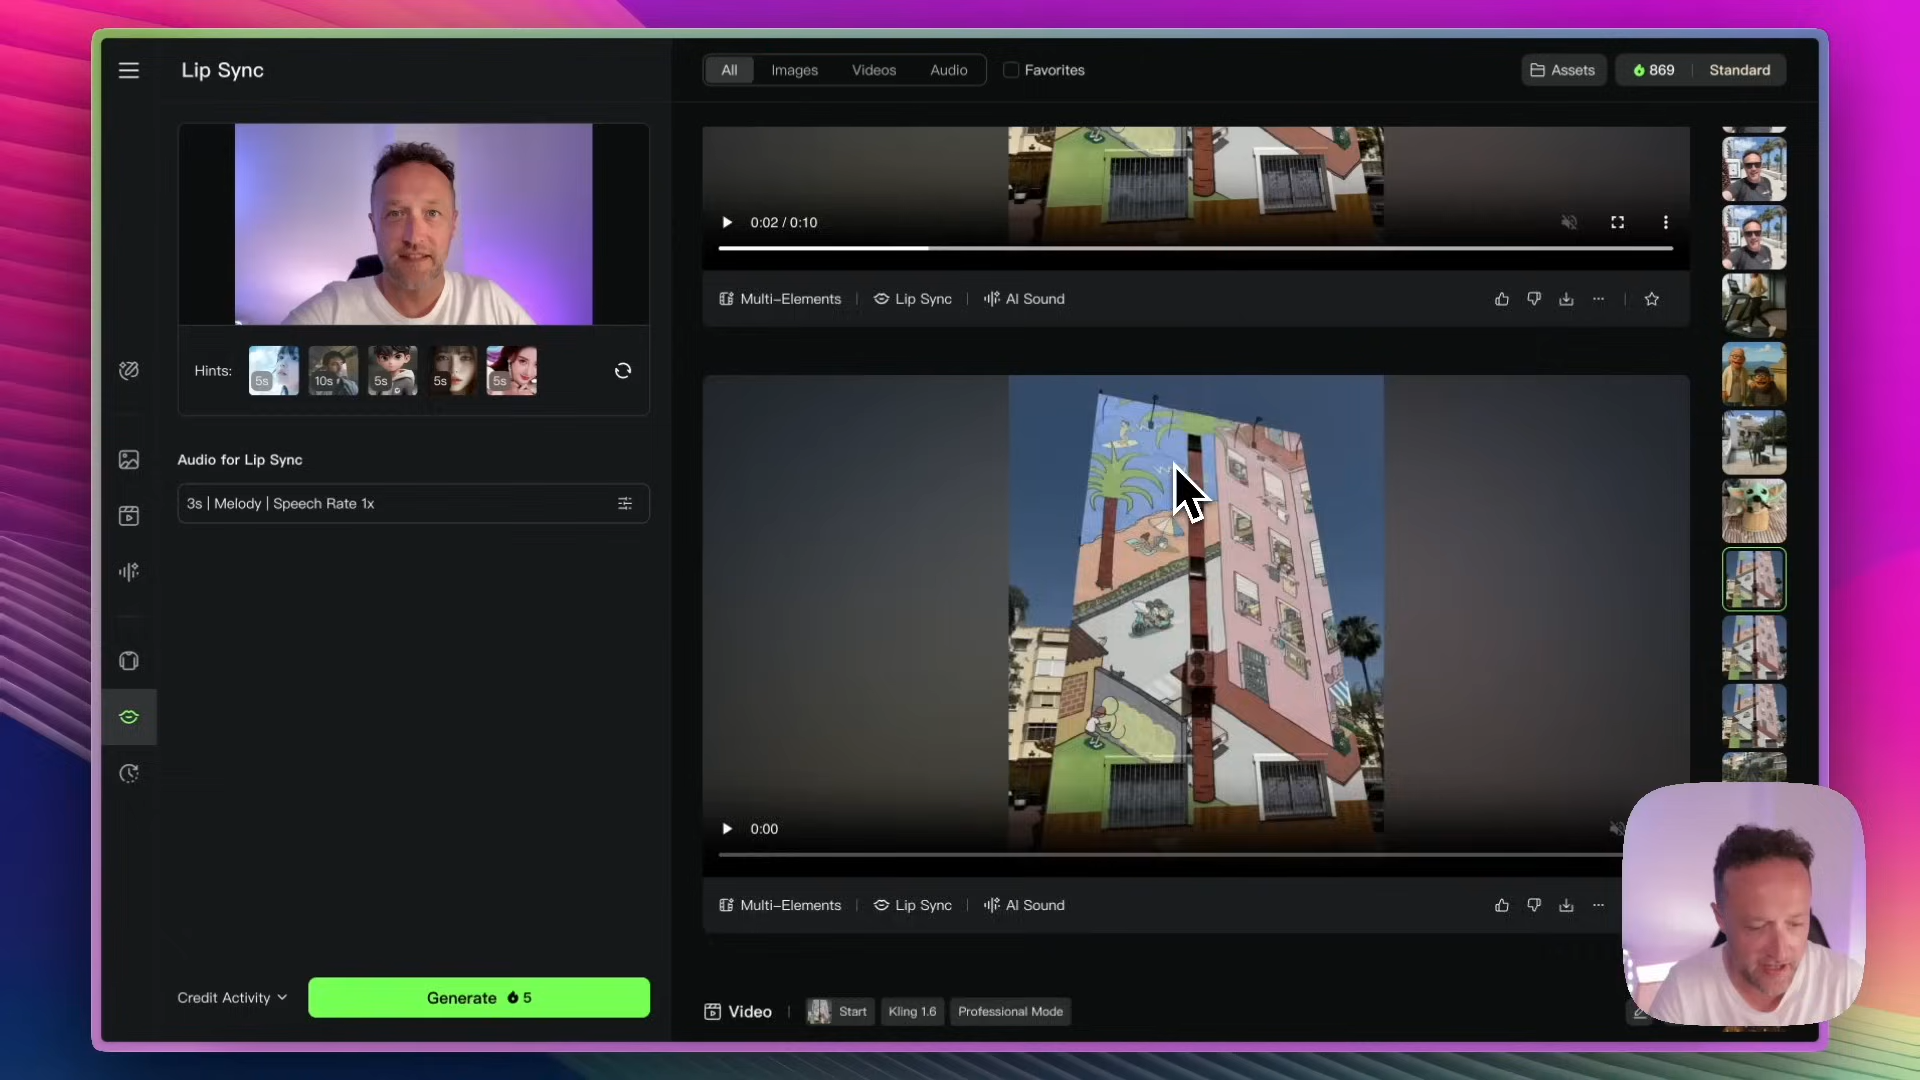 Lip Sync
All Images Videos Audio Favorites
Assets 869 Standard
0:02 / 0:10
Multi-Elements Lip Sync AI Sound
Hints: 5s 10s 5s 5s 5s
Audio for Lip Sync
3s | Melody | Speech Rate 1x
0:00
Multi-Elements Lip Sync AI Sound
Credit Activity Generate 5
Video Start Kling 1.6 Professional Mode